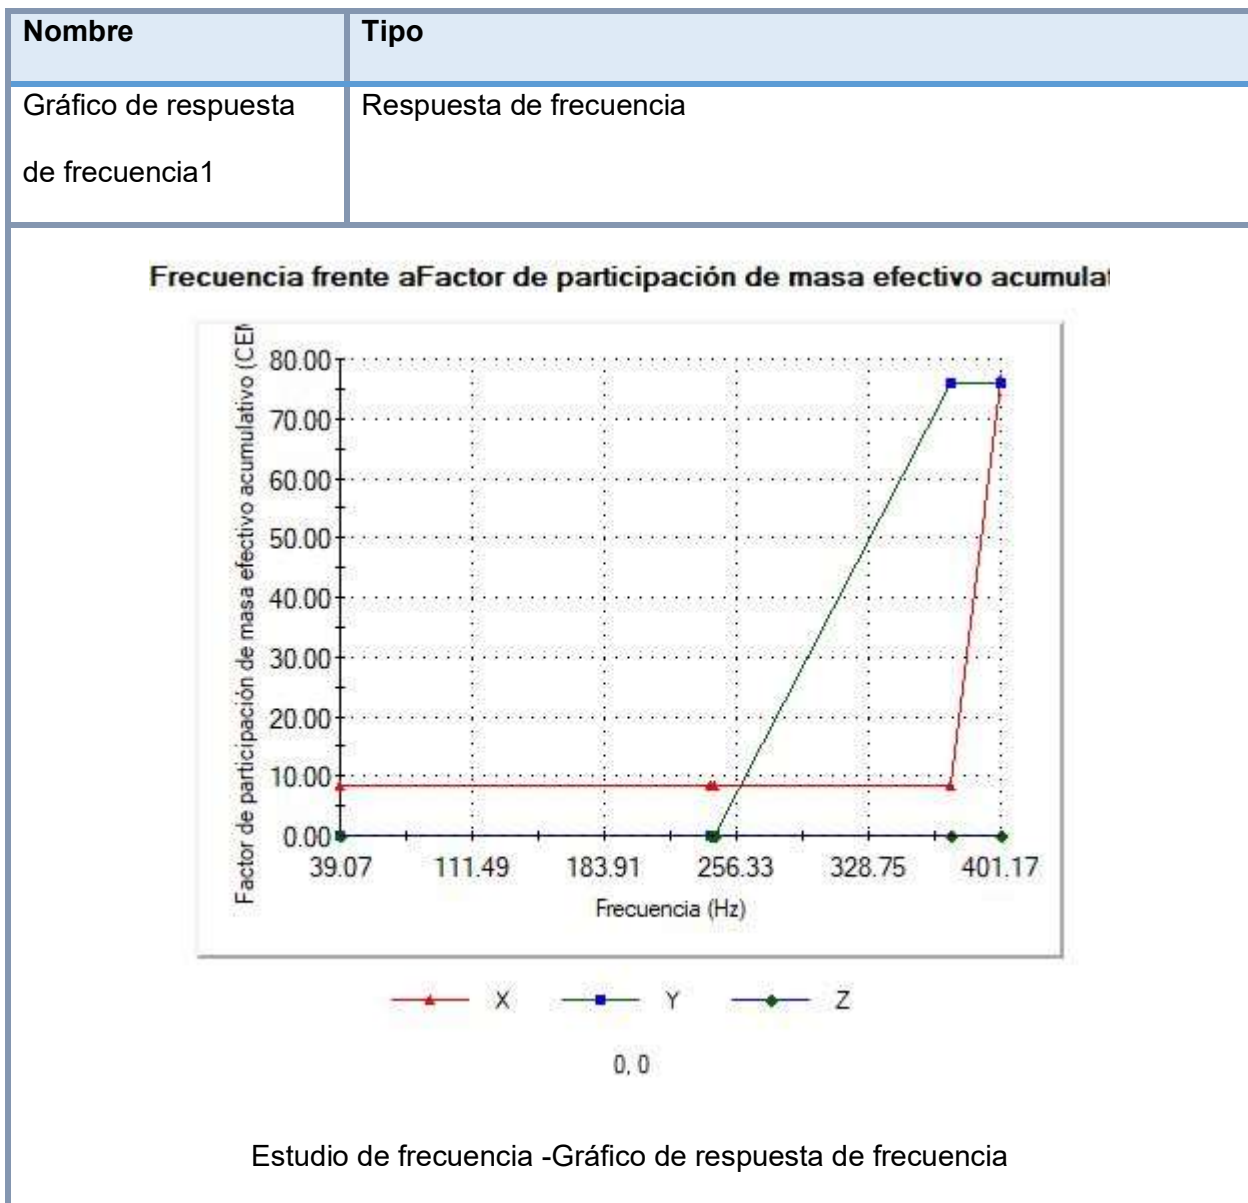 Nombre
Tipo
Gráfico de respuesta
de frecuencia1
Respuesta de frecuencia
Frecuencia frente aFactor de participación de masa efectivo acumulat
Factor de participación de masa efectivo acumulativo (CEN
80.00
70.00
60.00
50.00
40.00
30.00
20.00
10.00
0.00
39.07 111.49 183.91 256.33 328.75 401.17
Frecuencia (Hz)
X Y Z
0, 0
Estudio de frecuencia -Gráfico de respuesta de frecuencia